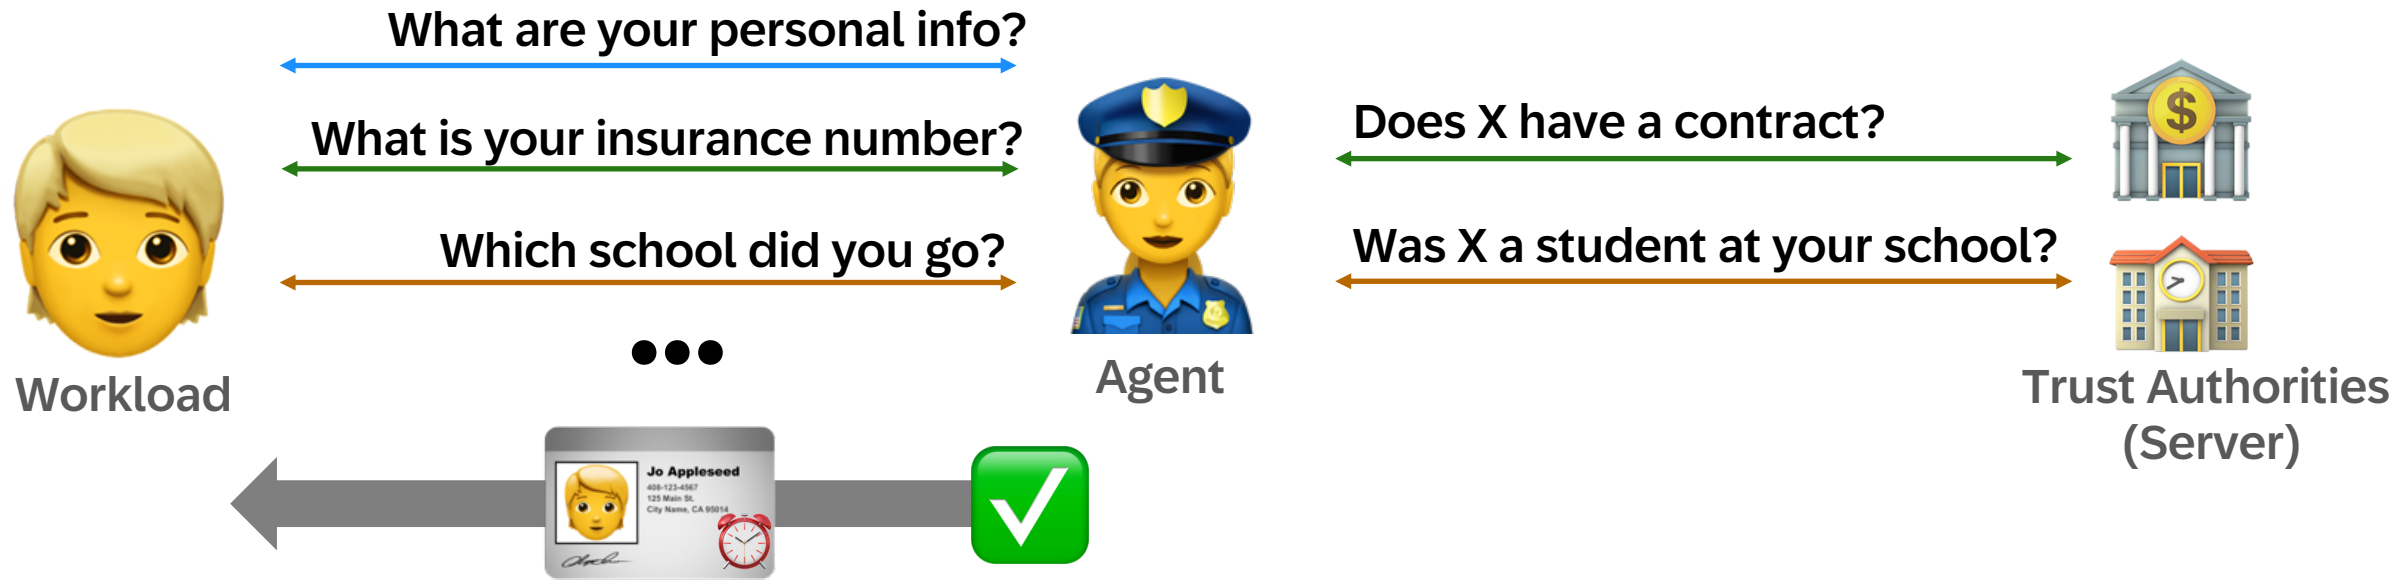 What are your personal info?
What is your insurance number?
Which school did you go?
Does X have a contract?
Was X a student at your school?
$
Workload
Agent
Trust Authorities
(Server)
Jo Appleseed
408-123-4567
125 Main St.
City Name, CA 95014